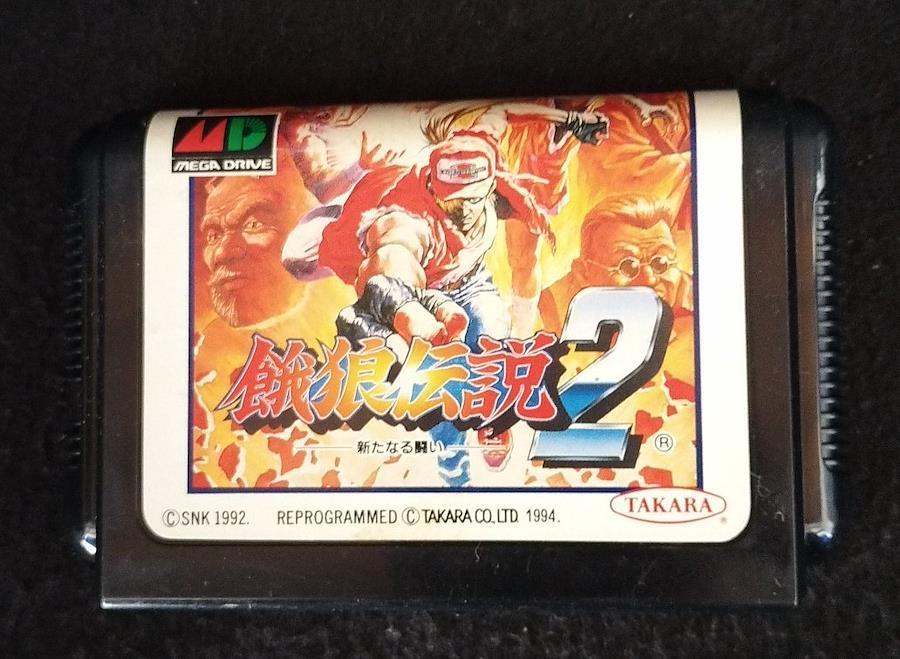 MD
MEGA DRIVE
餓狼伝説2
®
新たなる闘い
©SNK 1992. REPROGRAMMED © TAKARA CO., LTD. 1994.
TAKARA®